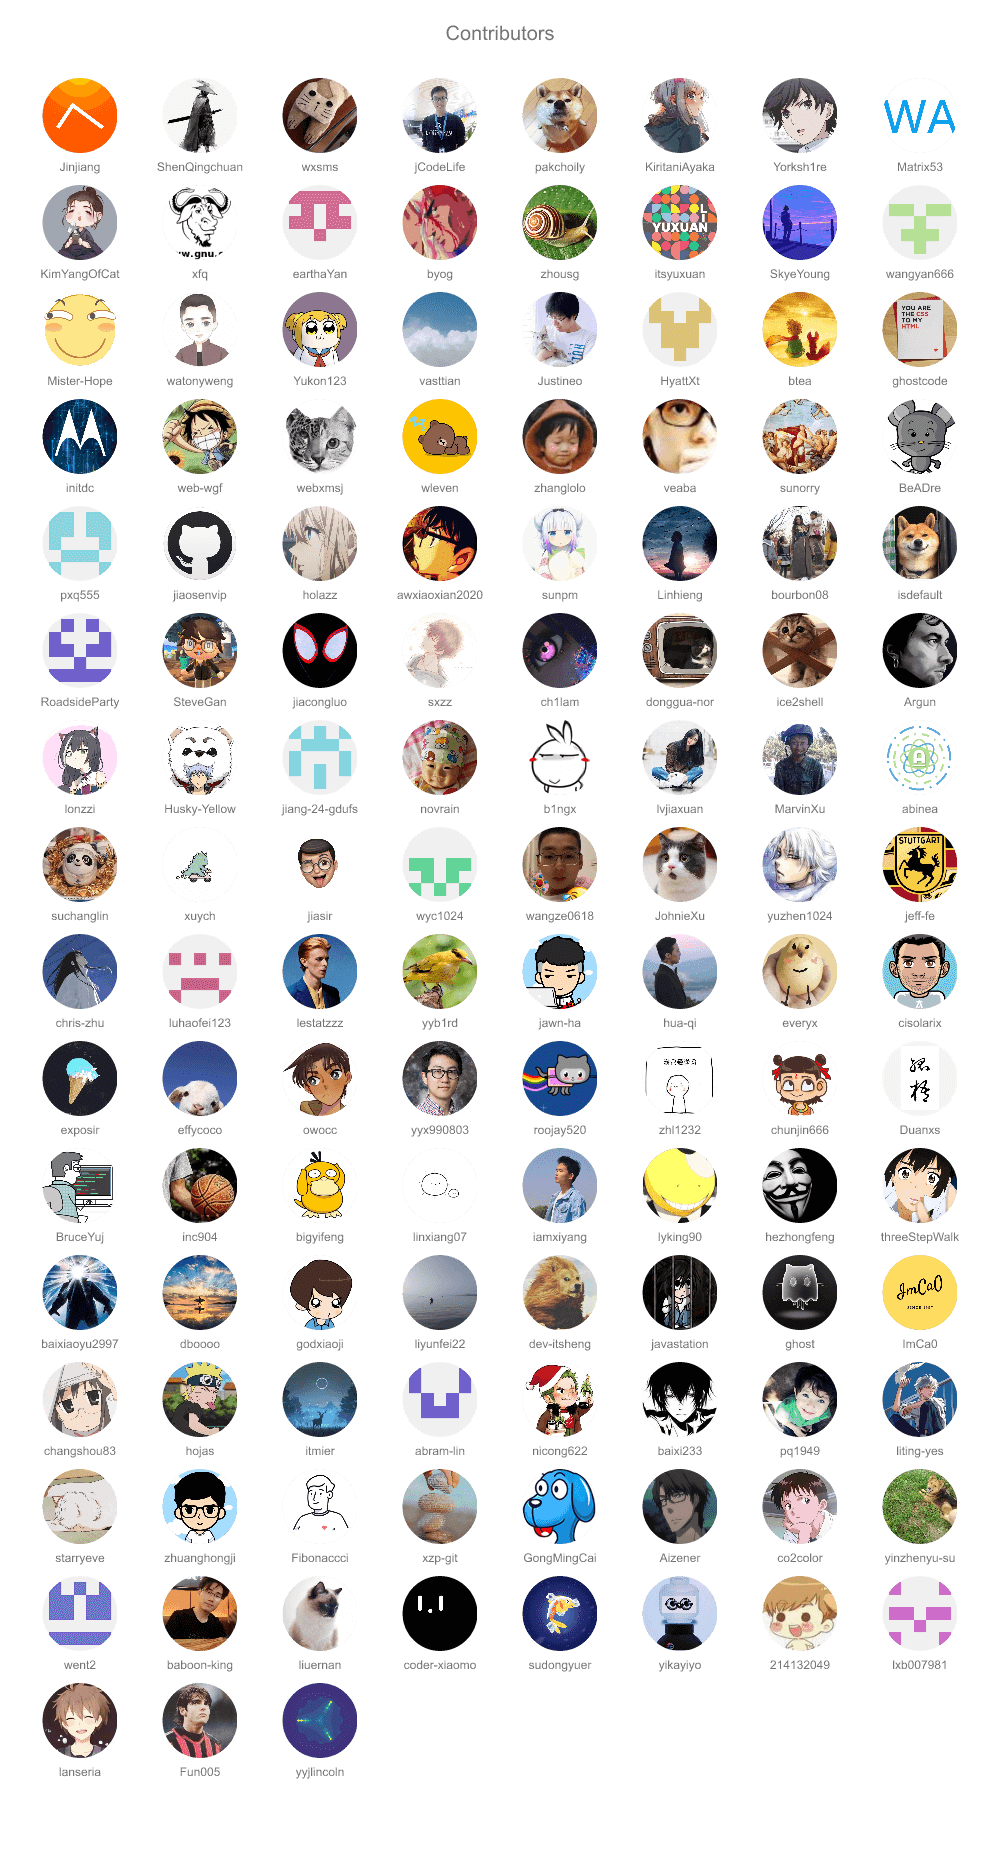 Contributors
Jinjiang ShenQingchuan wxsms jCodeLife pakchoily KiritaniAyaka Yorksh1re Matrix53
WA
KimYangOfCat xfq earthaYan byog zhousg itsyuxuan SkyeYoung wangyan666
YUXUAN
Mister-Hope watonyweng Yukon123 vasttian Justineo HyattXt btea ghostcode
YOU ARE
THE CSS
TO MY
HTML
initdc web-wgf webxmsj wleven zhanglolo veaba sunorry BeADre
pxq555 jiaosenvip holazz awxiaoxian2020 sunpm Linhieng bourbon08 isdefault
RoadsideParty SteveGan jiacongluo sxzz ch1lam donggua-nor ice2shell Argun
lonzzi Husky-Yellow jiang-24-gdufs novrain b1ngx lvjiaxuan MarvinXu abinea
STUTTGART
suchanglin xuych jiasir wyc1024 wangze0618 JohnieXu yuzhen1024 jeff-fe
chris-zhu luhaofei123 lestatzzz yyb1rd jawn-ha hua-qi everyx cisolarix
exposir effycoco owocc yyx990803 roojay520 zhl1232 chunjin666 Duanxs
BruceYuj inc904 bigyifeng linxiang07 iamxiyang lyking90 hezhongfeng threeStepWalk
JmCaO
baixiaoyu2997 dboooo godxiaoji liyunfei22 dev-itsheng javastation ghost ImCa0
changshou83 hojas itmier abram-lin nicong622 baixi233 pq1949 liting-yes
starryeve zhuanghongji Fibonaccci xzp-git GongMingCai Aizener co2color yinzhenyu-su
went2 baboon-king liuernan coder-xiaomo sudongyuer yikayiyo 214132049 lxb007981
lanseria Fun005 yyjlincoln